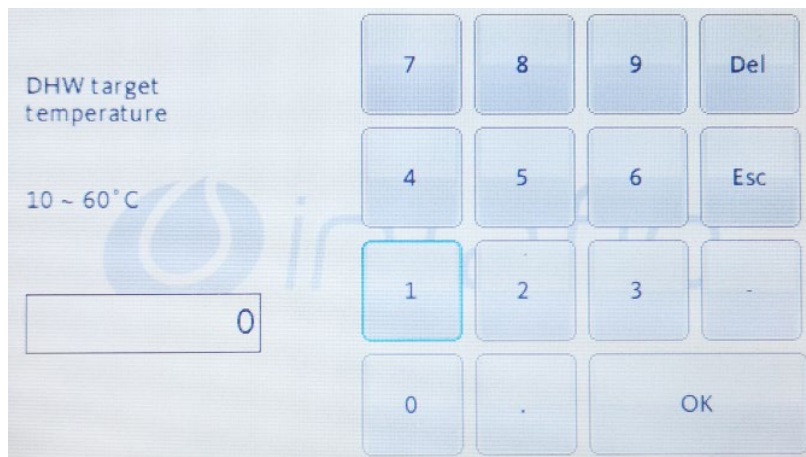 DHW target
temperature
10 ~ 60°C
0
7 8 9 Del
4 5 6 Esc
1 2 3 -
0 . OK